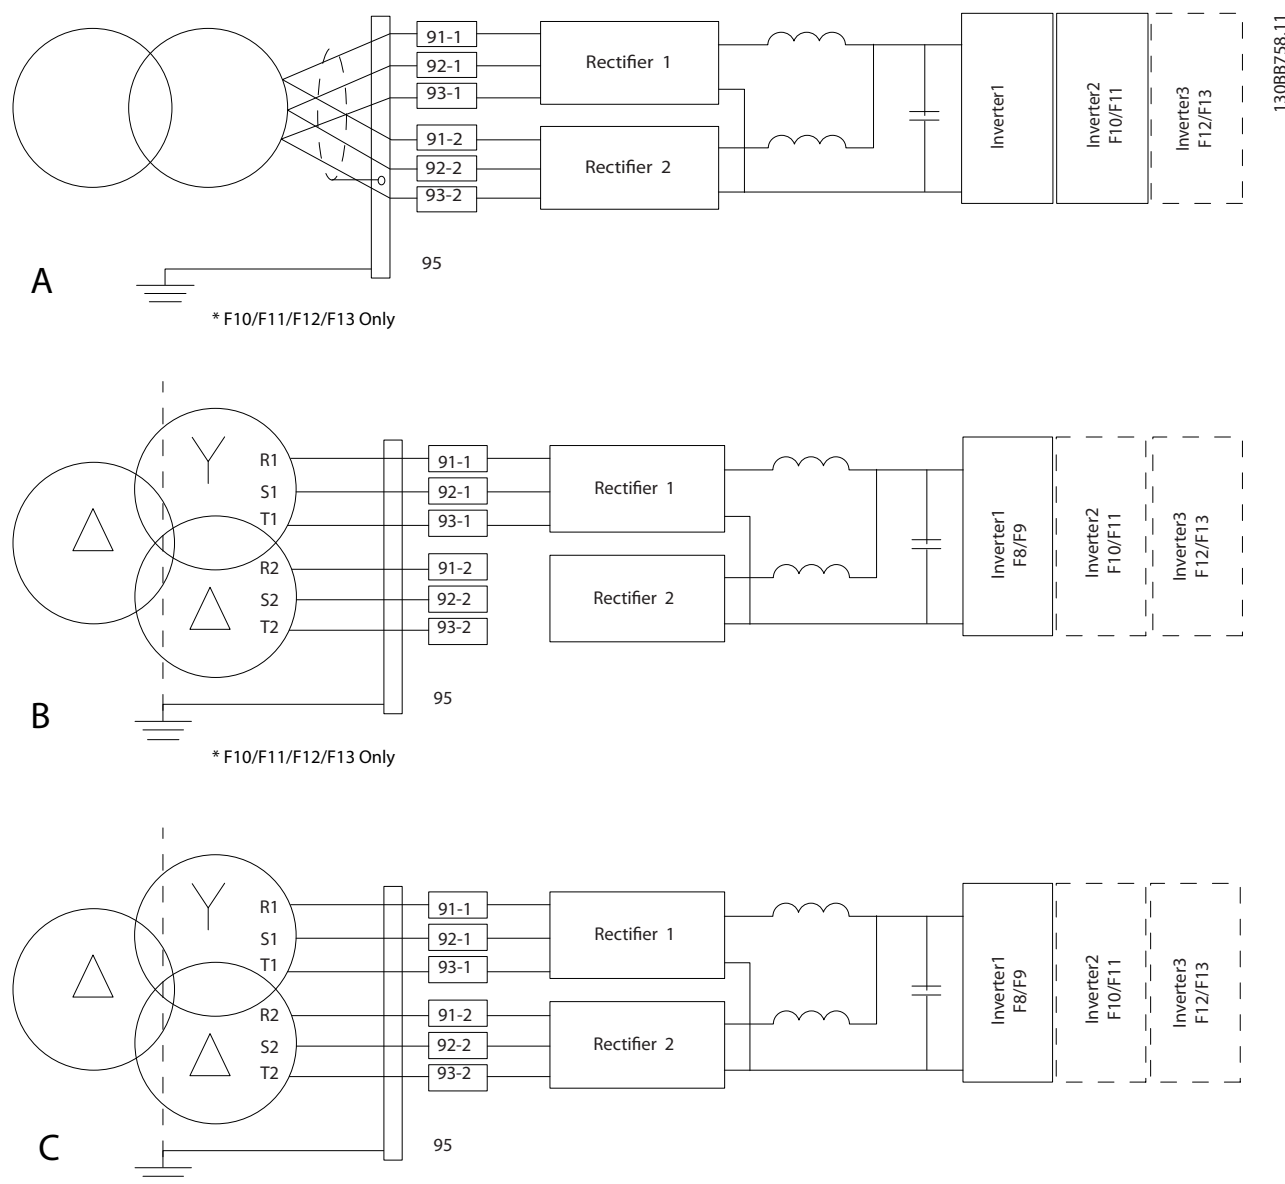 130BB758.11
91-1
92-1
93-1
Rectifier 1
91-2
92-2
93-2
Rectifier 2
Inverter1
Inverter2
F10/F11
Inverter3
F12/F13
95
A
* F10/F11/F12/F13 Only
R1
S1
T1
R2
S2
T2
91-1
92-1
93-1
91-2
92-2
93-2
Rectifier 1
Rectifier 2
Inverter1
F8/F9
Inverter2
F10/F11
Inverter3
F12/F13
95
B
* F10/F11/F12/F13 Only
R1
S1
T1
R2
S2
T2
91-1
92-1
93-1
91-2
92-2
93-2
Rectifier 1
Rectifier 2
Inverter1
F8/F9
Inverter2
F10/F11
Inverter3
F12/F13
95
C